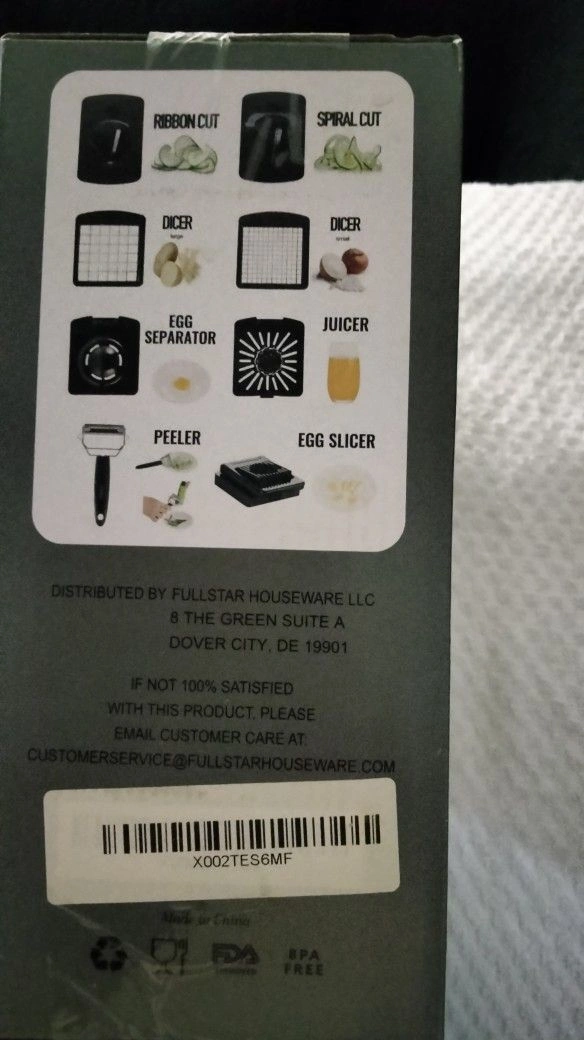 RIBBON CUT
SPIRAL CUT
DICER
large
DICER
small
EGG
SEPARATOR
JUICER
PEELER
EGG SLICER
DISTRIBUTED BY FULLSTAR HOUSEWARE LLC
8 THE GREEN SUITE A
DOVER CITY, DE 19901
IF NOT 100% SATISFIED
WITH THIS PRODUCT, PLEASE
EMAIL CUSTOMER CARE AT:
CUSTOMERSERVICE@FULLSTARHOUSEWARE.COM
X002TES6MF
Made in China
FDA
APPROVED
BPA
FREE